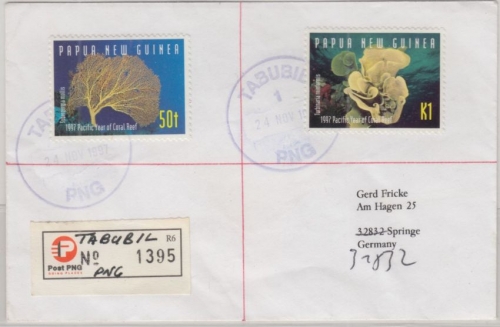 PAPUA NEW GUINEA
1997 Pacific Year of Coral Reef
50t
PAPUA NEW GUINEA
1997 Pacific Year of Coral Reef
K1
TABUBIL
PNG
TABUBIL
1
PNG
Gerd Fricke
Am Hagen 25
32832 Springe
Germany
31832
TABUBIL R6
No 1395
PNG
Post PNG